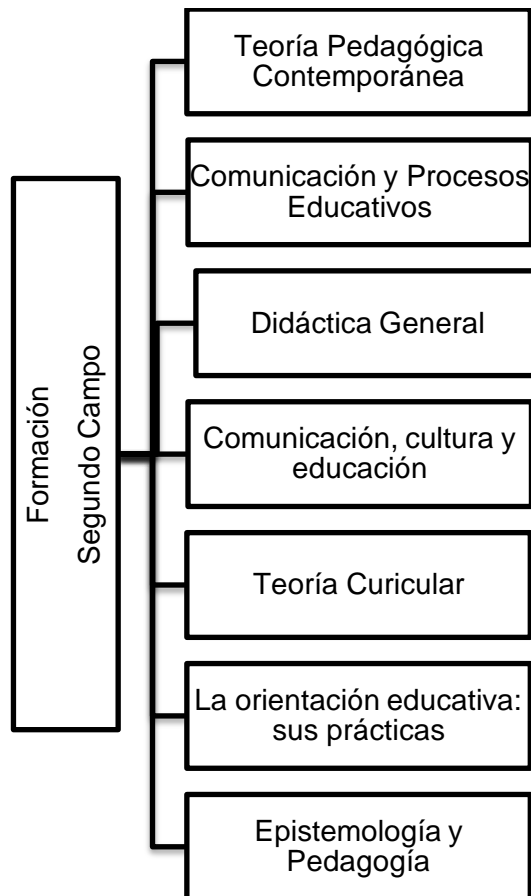 Formación
Segundo Campo
Teoría Pedagógica
Contemporánea
Comunicación y Procesos
Educativos
Didáctica General
Comunicación, cultura y
educación
Teoría Curicular
La orientación educativa:
sus prácticas
Epistemología y
Pedagogía